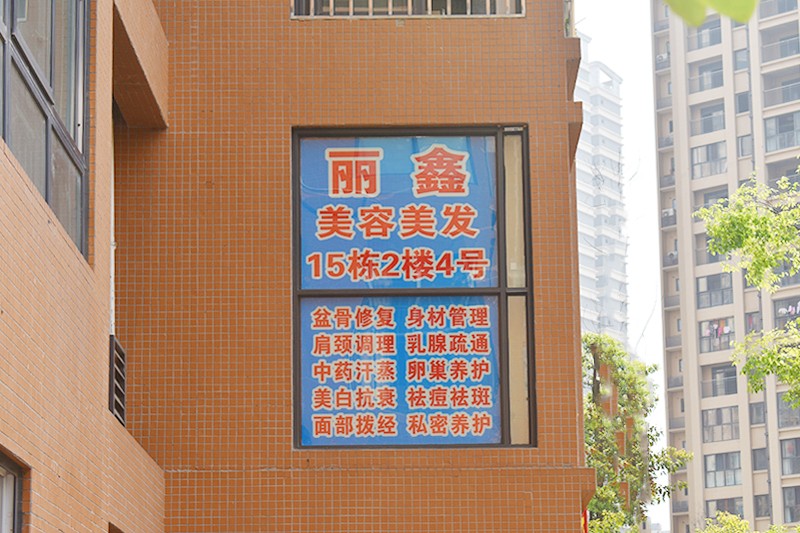 丽鑫
美容美发
15栋2楼4号
盆骨修复 身材管理
肩颈调理 乳腺疏通
中药汗蒸 卵巢养护
美白抗衰 祛痘祛斑
面部拨经 私密养护